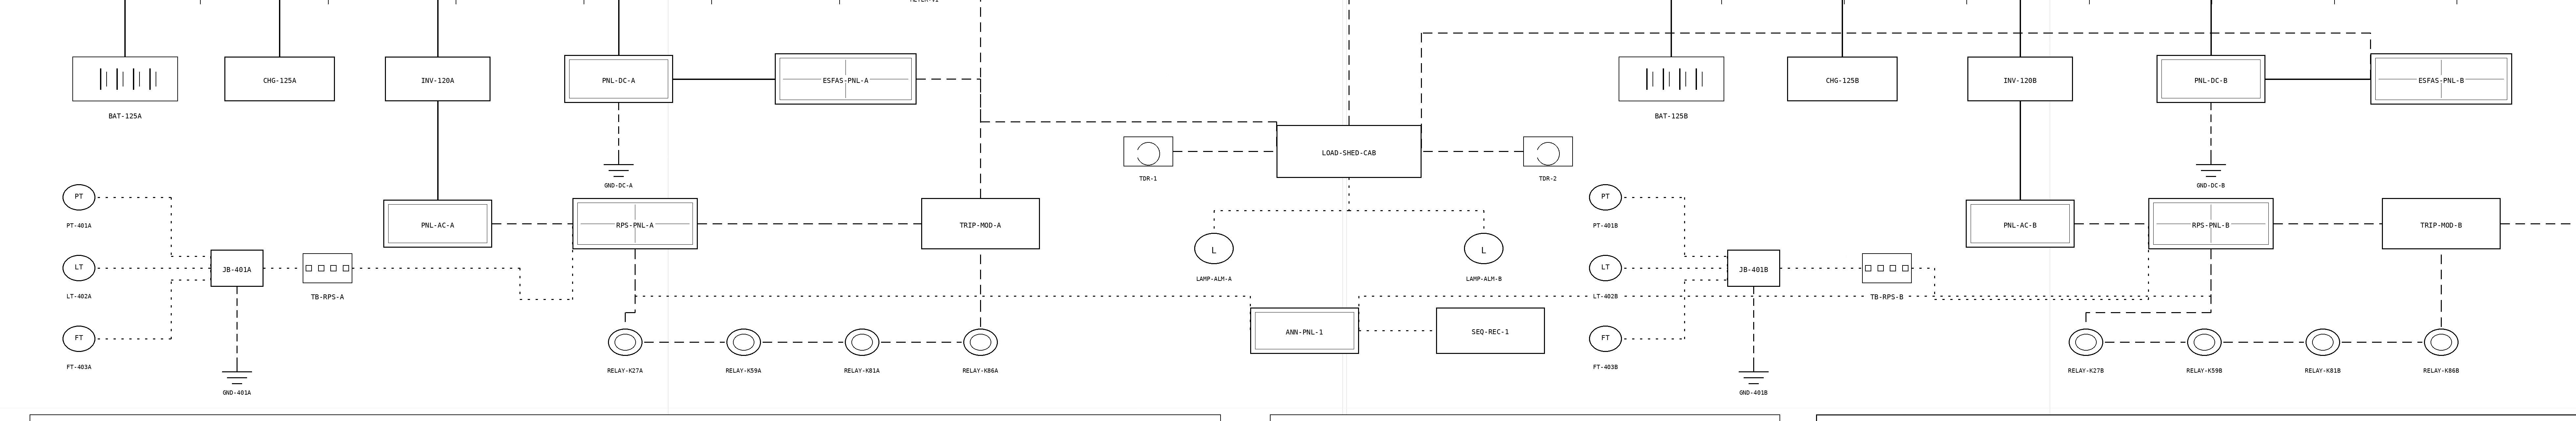 CHG-125A
INV-120A
PNL-DC-A
ESFAS-PNL-A
CHG-125B
INV-120B
PNL-DC-B
ESFAS-PNL-B
BAT-125A
BAT-125B
LOAD-SHED-CAB
TDR-1
TDR-2
GND-DC-A
GND-DC-B
PT
PT
PT-401A
PNL-AC-A
RPS-PNL-A
TRIP-MOD-A
PT-401B
PNL-AC-B
RPS-PNL-B
TRIP-MOD-B
L
L
LT
JB-401A
LT
JB-401B
LAMP-ALM-A
LAMP-ALM-B
LT-402A
TB-RPS-A
LT-402B
TB-RPS-B
FT
ANN-PNL-1
SEQ-REC-1
FT
FT-403A
RELAY-K27A
RELAY-K59A
RELAY-K81A
RELAY-K86A
FT-403B
RELAY-K27B
RELAY-K59B
RELAY-K81B
RELAY-K86B
GND-401A
GND-401B